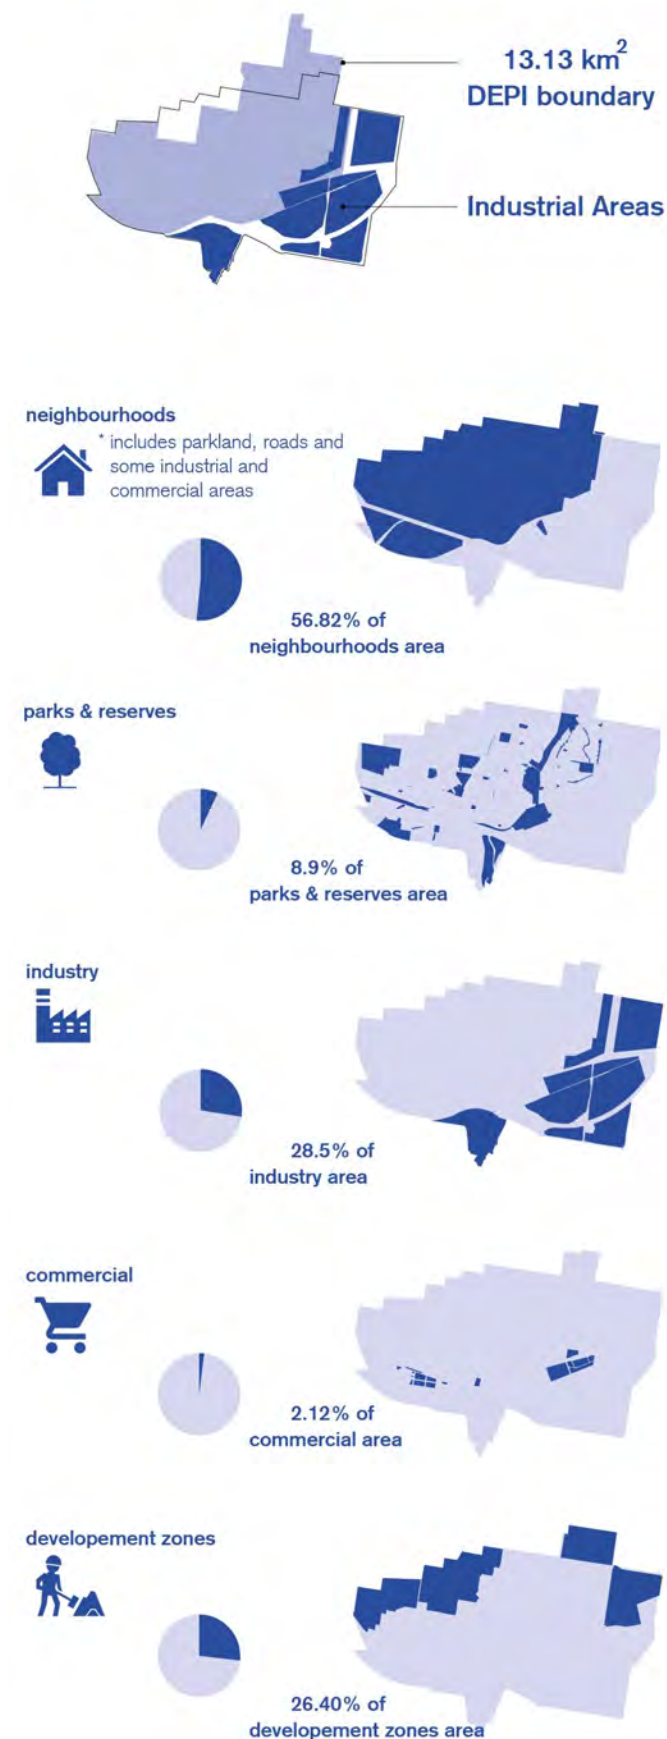 13.13 km²
DEPI boundary
Industrial Areas
neighbourhoods
* includes parkland, roads and
some industrial and
commercial areas
56.82% of
neighbourhoods area
parks & reserves
8.9% of
parks & reserves area
industry
28.5% of
industry area
commercial
2.12% of
commercial area
developement zones
26.40% of
developement zones area